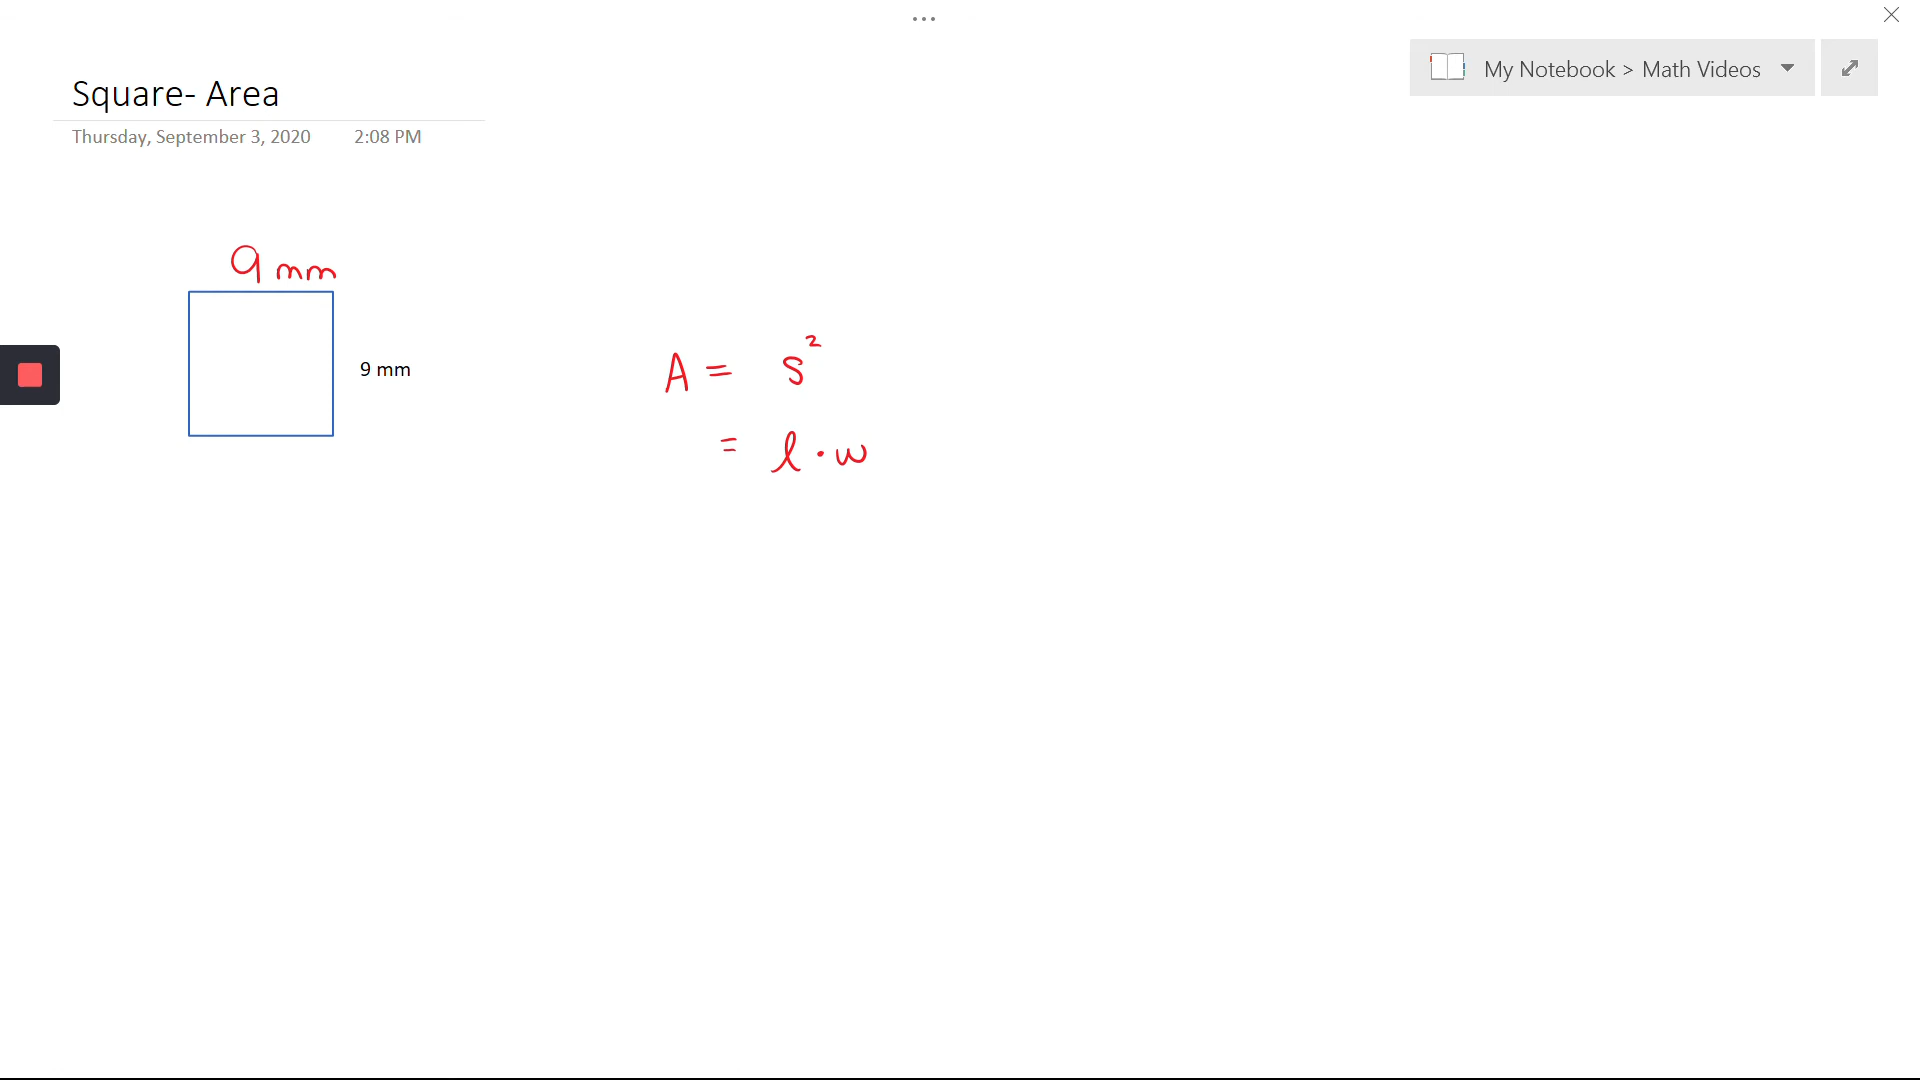 My Notebook > Math Videos
Square- Area
Thursday, September 3, 2020 2:08 PM
9 mm
9 mm
A = s²
= l · w